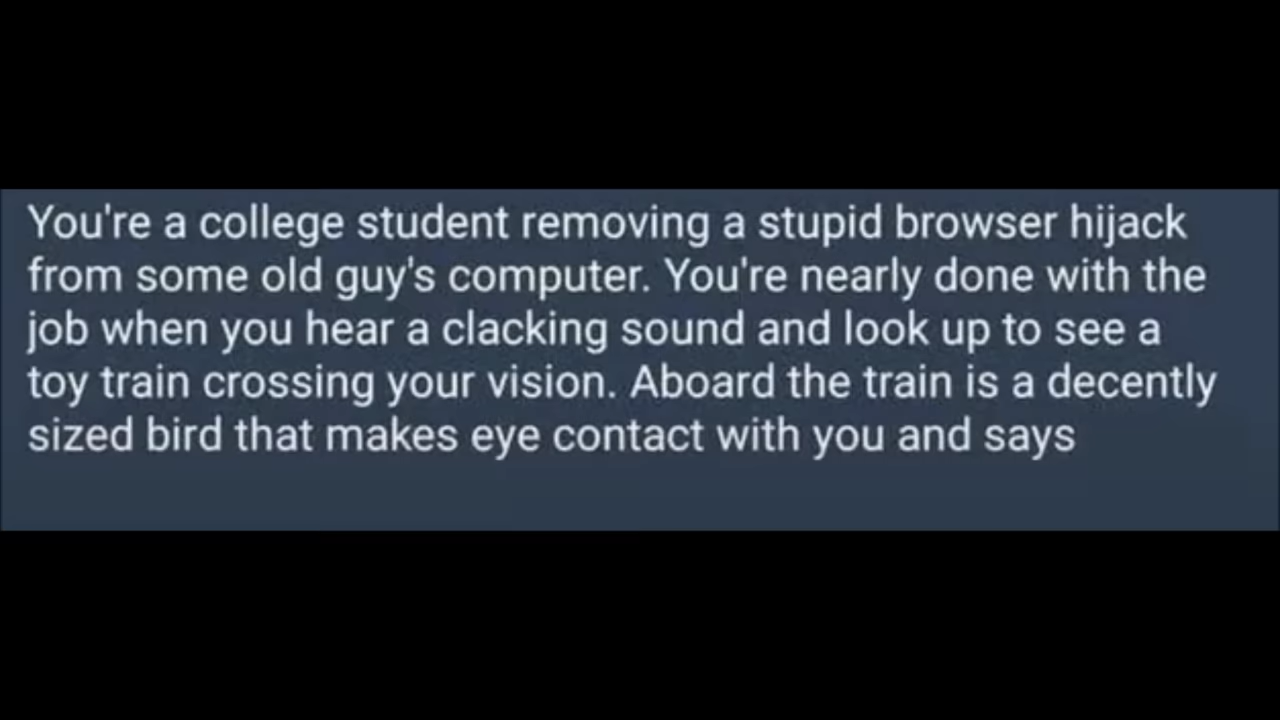 You're a college student removing a stupid browser hijack
from some old guy's computer. You're nearly done with the
job when you hear a clacking sound and look up to see a
toy train crossing your vision. Aboard the train is a decently
sized bird that makes eye contact with you and says